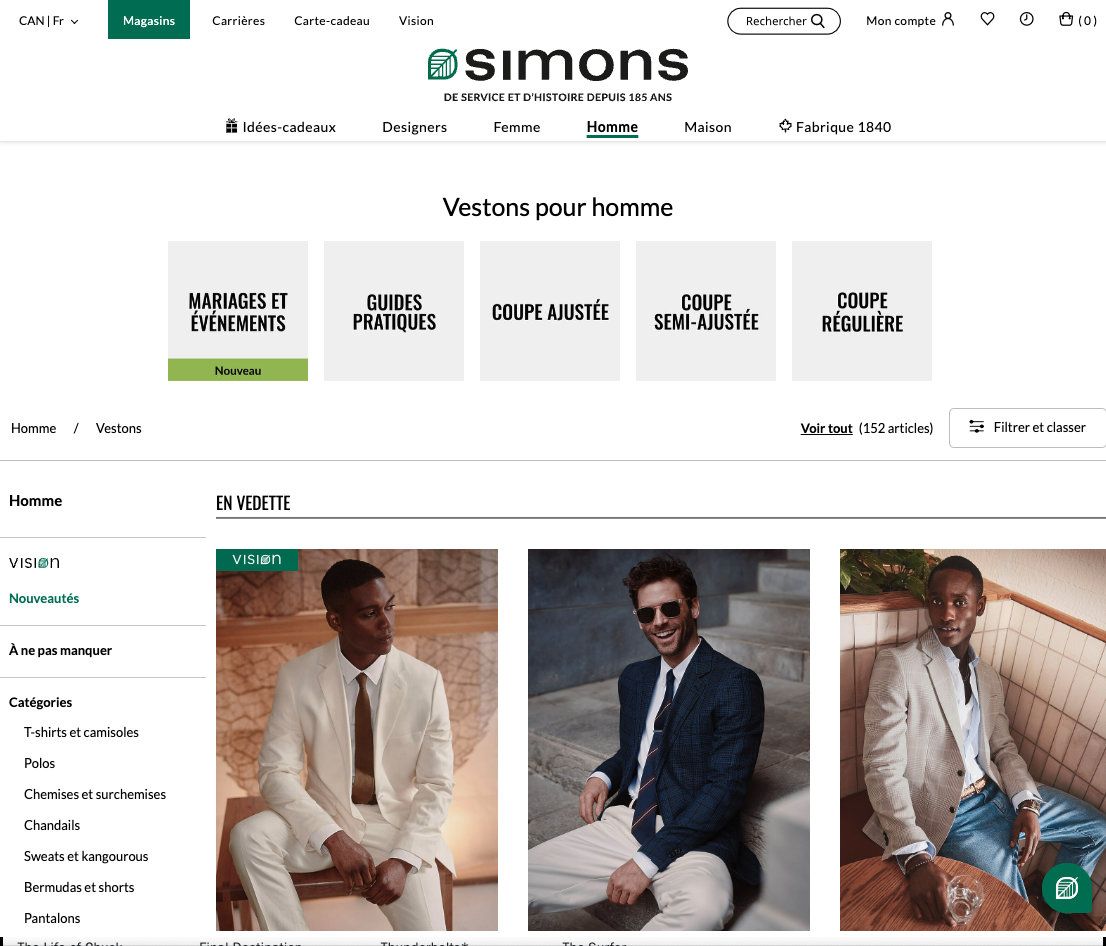 CAN | Fr
Magasins
Carrières
Carte-cadeau
Vision
Rechercher
Mon compte
( 0 )
simons
DE SERVICE ET D'HISTOIRE DEPUIS 185 ANS
Idées-cadeaux
Designers
Femme
Homme
Maison
Fabrique 1840
Vestons pour homme
MARIAGES ET
ÉVÉNEMENTS
Nouveau
GUIDES
PRATIQUES
COUPE AJUSTÉE
COUPE
SEMI-AJUSTÉE
COUPE
RÉGULIÈRE
Homme / Vestons
Voir tout (152 articles)
Filtrer et classer
Homme
VISION
Nouveautés
À ne pas manquer
Catégories
T-shirts et camisoles
Polos
Chemises et surchemises
Chandails
Sweats et kangourous
Bermudas et shorts
Pantalons
EN VEDETTE
VISION